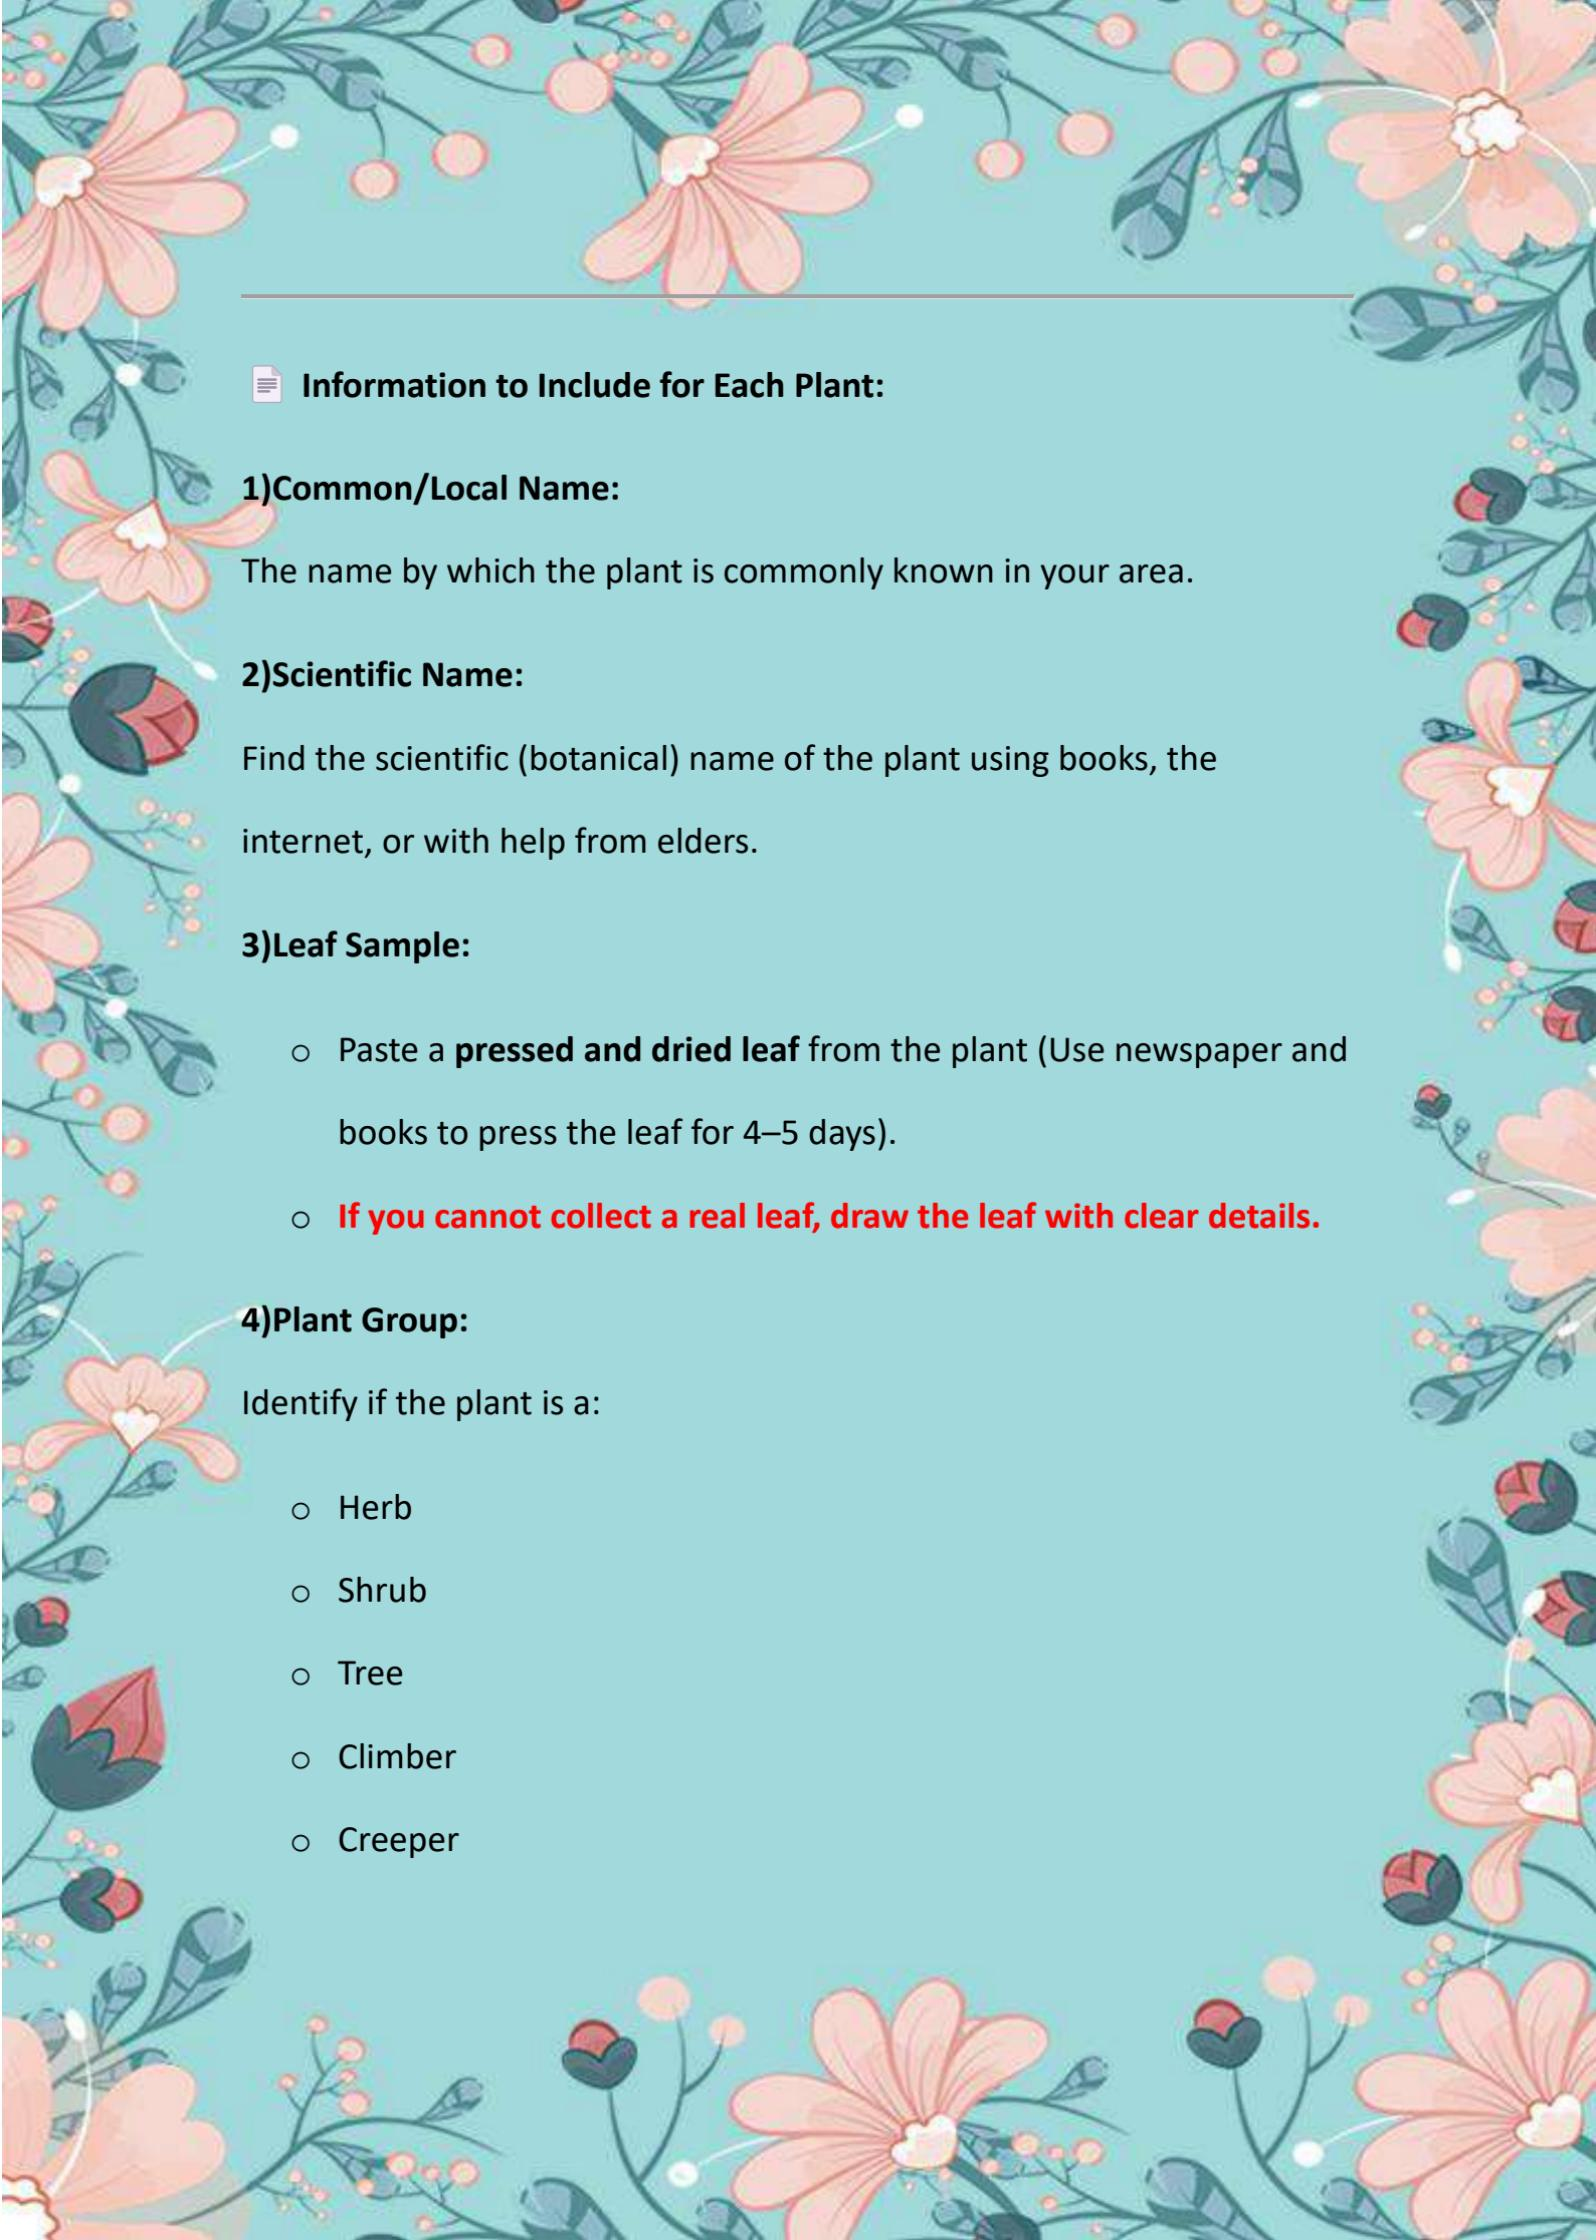 Information to Include for Each Plant:
1)Common/Local Name:
The name by which the plant is commonly known in your area.
2)Scientific Name:
Find the scientific (botanical) name of the plant using books, the
internet, or with help from elders.
3)Leaf Sample:
o Paste a pressed and dried leaf from the plant (Use newspaper and
books to press the leaf for 4–5 days).
o If you cannot collect a real leaf, draw the leaf with clear details.
4)Plant Group:
Identify if the plant is a:
o Herb
o Shrub
o Tree
o Climber
o Creeper